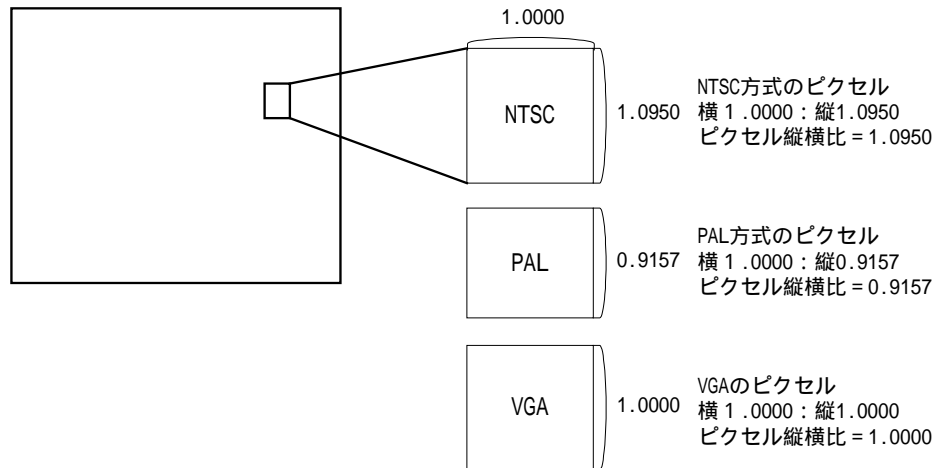 1.0000
NTSC
1.0950
NTSC方式のピクセル
横１.0000：縦1.0950
ピクセル縦横比＝1.0950
PAL
0.9157
PAL方式のピクセル
横１.0000：縦0.9157
ピクセル縦横比＝0.9157
VGA
1.0000
VGAのピクセル
横１.0000：縦1.0000
ピクセル縦横比＝1.0000